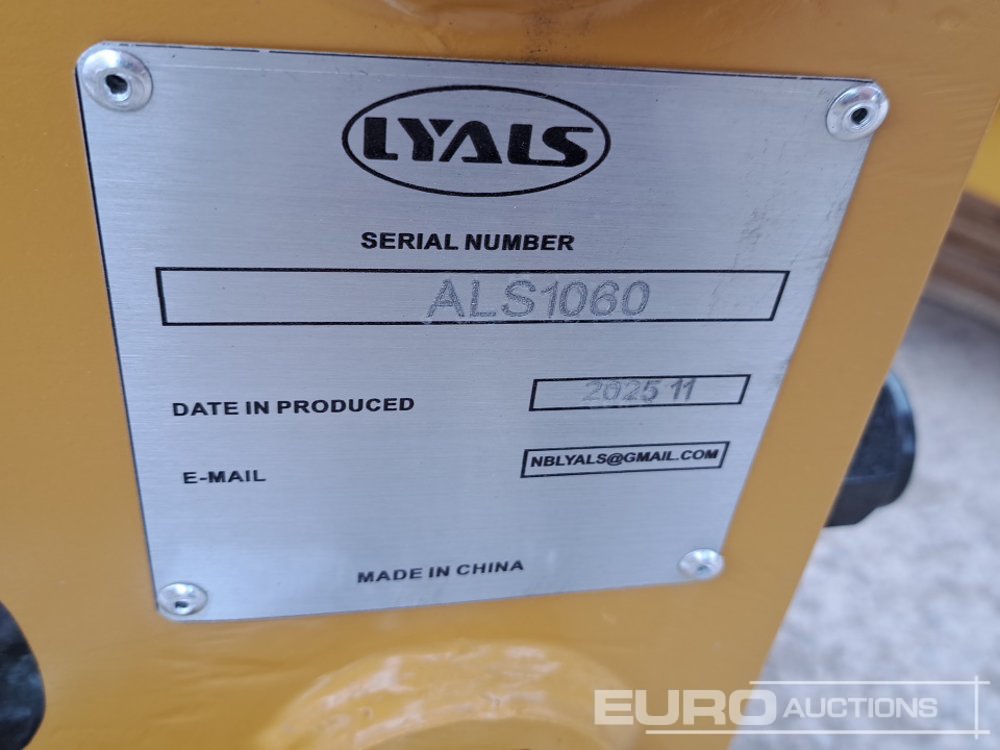 LYALS
SERIAL NUMBER
ALS1060
DATE IN PRODUCED 2025 11
E-MAIL NBLYALS@GMAIL.COM
MADE IN CHINA
EURO AUCTIONS